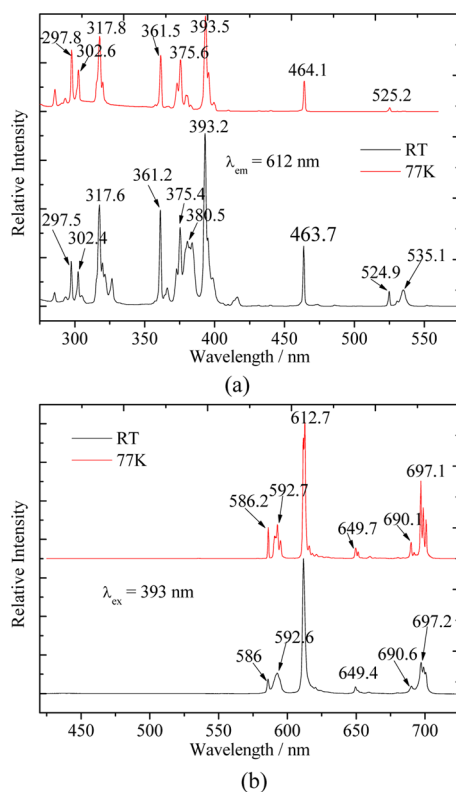 297.8
302.6
317.8
361.5
375.6
393.5
464.1
525.2
393.2
λem = 612 nm
RT
77K
317.6
361.2
375.4
380.5
297.5
302.4
463.7
524.9
535.1
Relative Intensity
300 350 400 450 500 550
Wavelength / nm
(a)
612.7
RT
77K
592.7
586.2
697.1
690.1
649.7
λex = 393 nm
592.6
586
697.2
690.6
649.4
Relative Intensity
450 500 550 600 650 700
Wavelength / nm
(b)